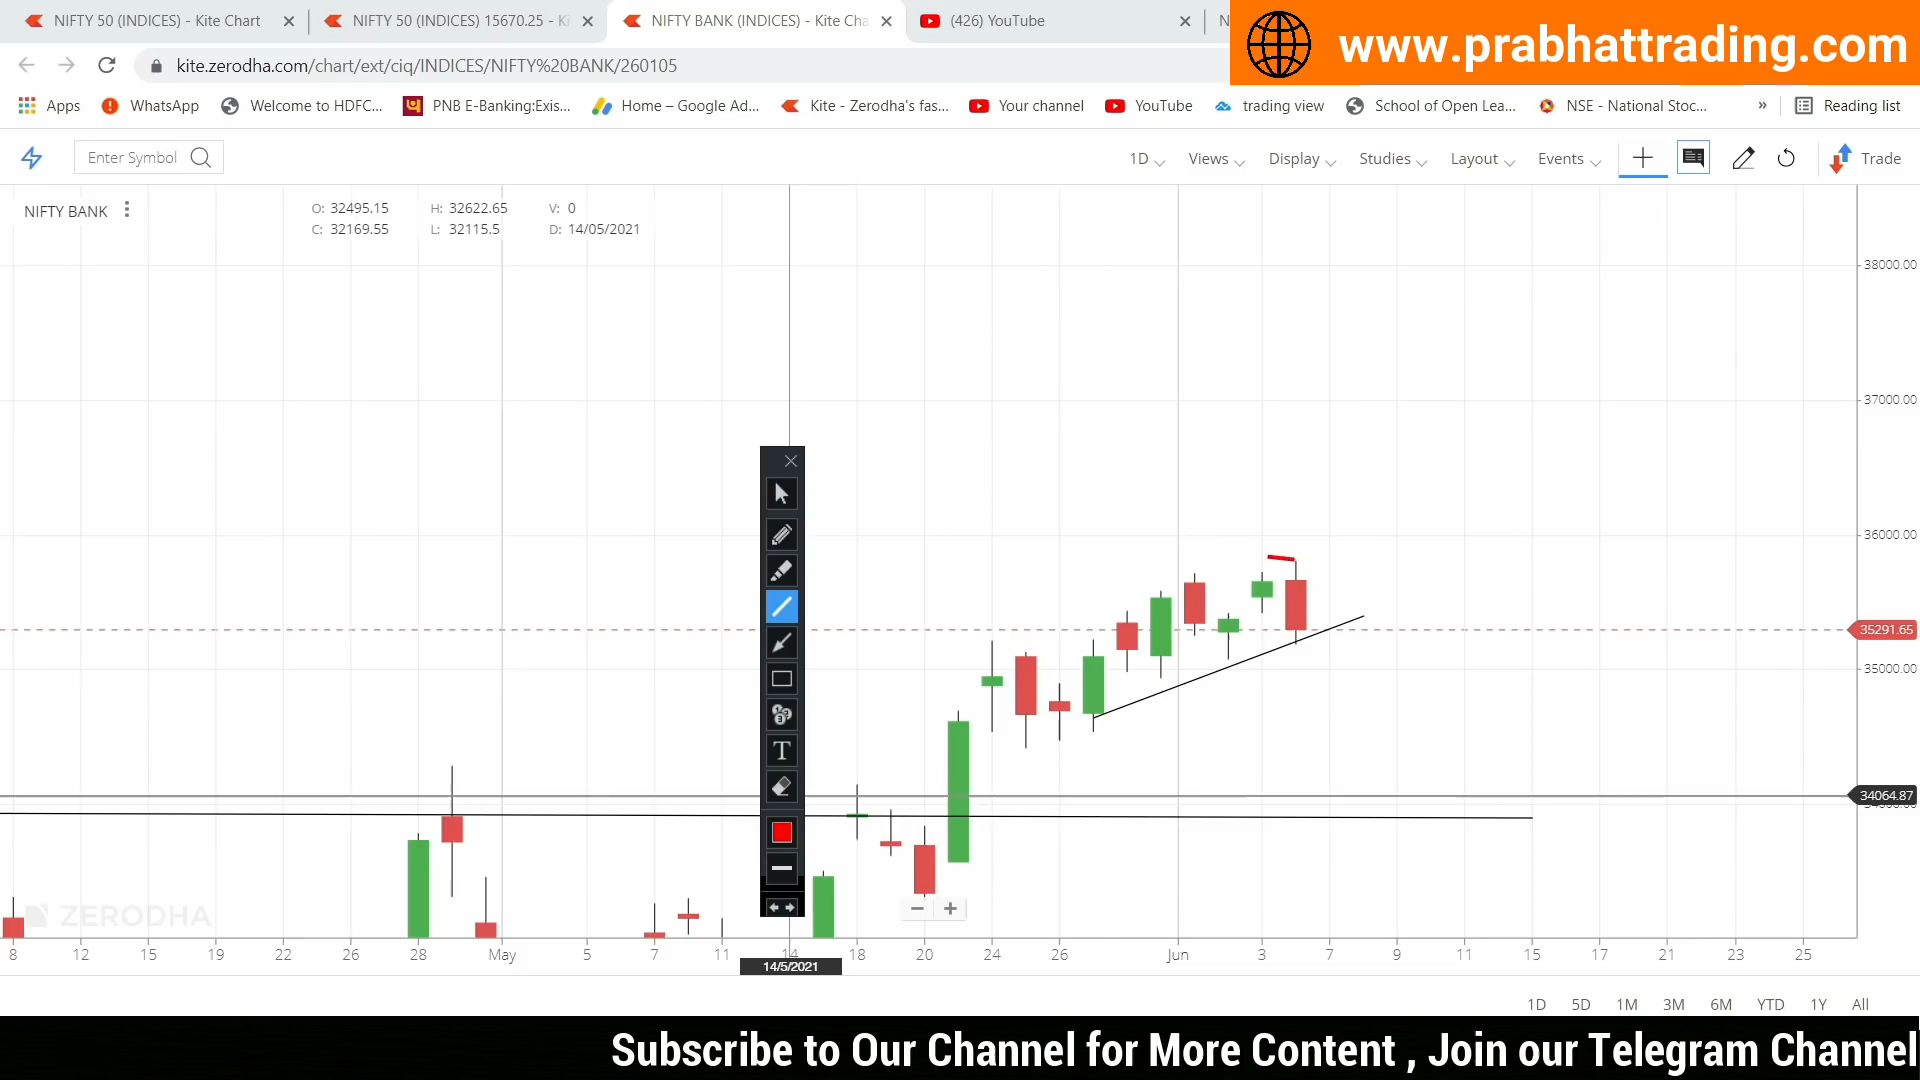 NIFTY 50 (INDICES) - Kite Chart
NIFTY 50 (INDICES) 15670.25 - Ki
NIFTY BANK (INDICES) - Kite Cha
(426) YouTube
N
www.prabhattrading.com
kite.zerodha.com/chart/ext/ciq/INDICES/NIFTY%20BANK/260105
Apps
WhatsApp
Welcome to HDFC...
PNB E-Banking:Exis...
Home – Google Ad...
Kite - Zerodha's fas...
Your channel
YouTube
trading view
School of Open Lea...
NSE - National Stoc...
»
Reading list
Enter Symbol
1D
Views
Display
Studies
Layout
Events
Trade
NIFTY BANK
O: 32495.15 H: 32622.65 V: 0
C: 32169.55 L: 32115.5 D: 14/05/2021
38000.00
37000.00
36000.00
35291.65
35000.00
34064.87
T
ZERODHA
8 12 15 19 22 26 28 May 5 7 11 14 18 20 24 26 Jun 3 7 9 11 15 17 21 23 25
14/5/2021
1D 5D 1M 3M 6M YTD 1Y All
Subscribe to Our Channel for More Content , Join our Telegram Channel